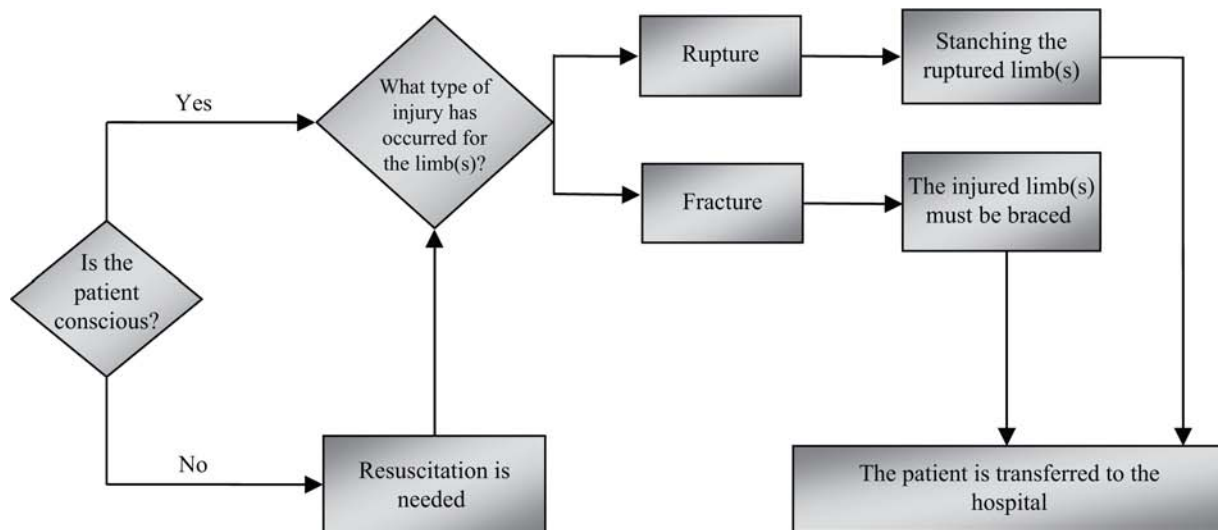 Is the
patient
conscious?
Yes
No
Resuscitation is
needed
What type of
injury has
occurred for
the limb(s)?
Rupture
Stanching the
ruptured limb(s)
Fracture
The injured limb(s)
must be braced
The patient is transferred to the
hospital